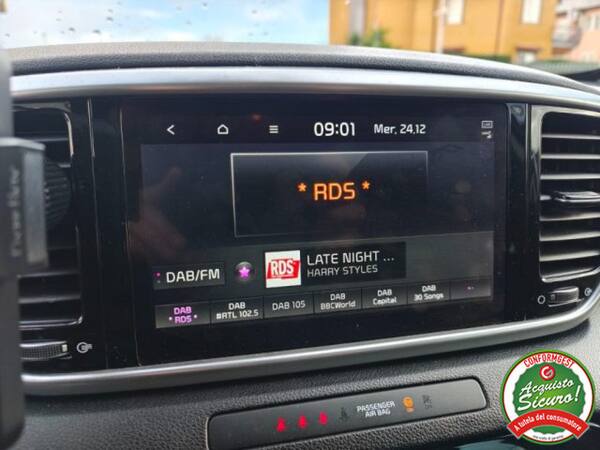 09:01 Mer, 24,12
* RDS *
DAB/FM
RDS
LATE NIGHT ...
HARRY STYLES
DAB
* RDS *
DAB
#RTL 102.5
DAB 105
DAB
BBCWorld
DAB
Capital
DAB
30 Songs
PASSENGER
AIR BAG
CONFORMGEST
Acquisto
Sicuro!
A tutela del consumatore